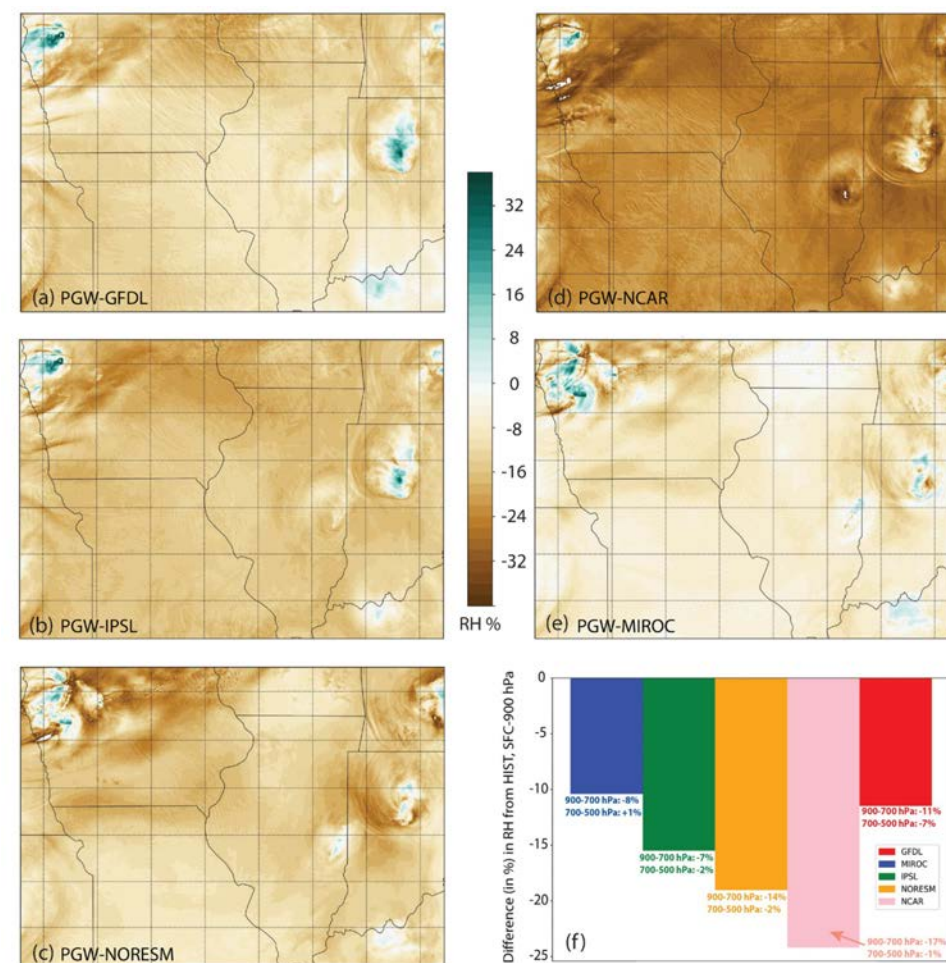 (a) PGW-GFDL
(b) PGW-IPSL
(c) PGW-NORESM
32
24
16
8
0
-8
-16
-24
-32
RH %
(d) PGW-NCAR
(e) PGW-MIROC
Difference (in %) in RH from HIST, SFC-900 hPa
0
-5
-10
-15
-20
-25
900-700 hPa: -8%
700-500 hPa: +1%
900-700 hPa: -7%
700-500 hPa: -2%
900-700 hPa: -14%
700-500 hPa: -2%
900-700 hPa: -17%
700-500 hPa: -1%
900-700 hPa: -11%
700-500 hPa: -7%
GFDL
MIROC
IPSL
NORESM
NCAR
(f)